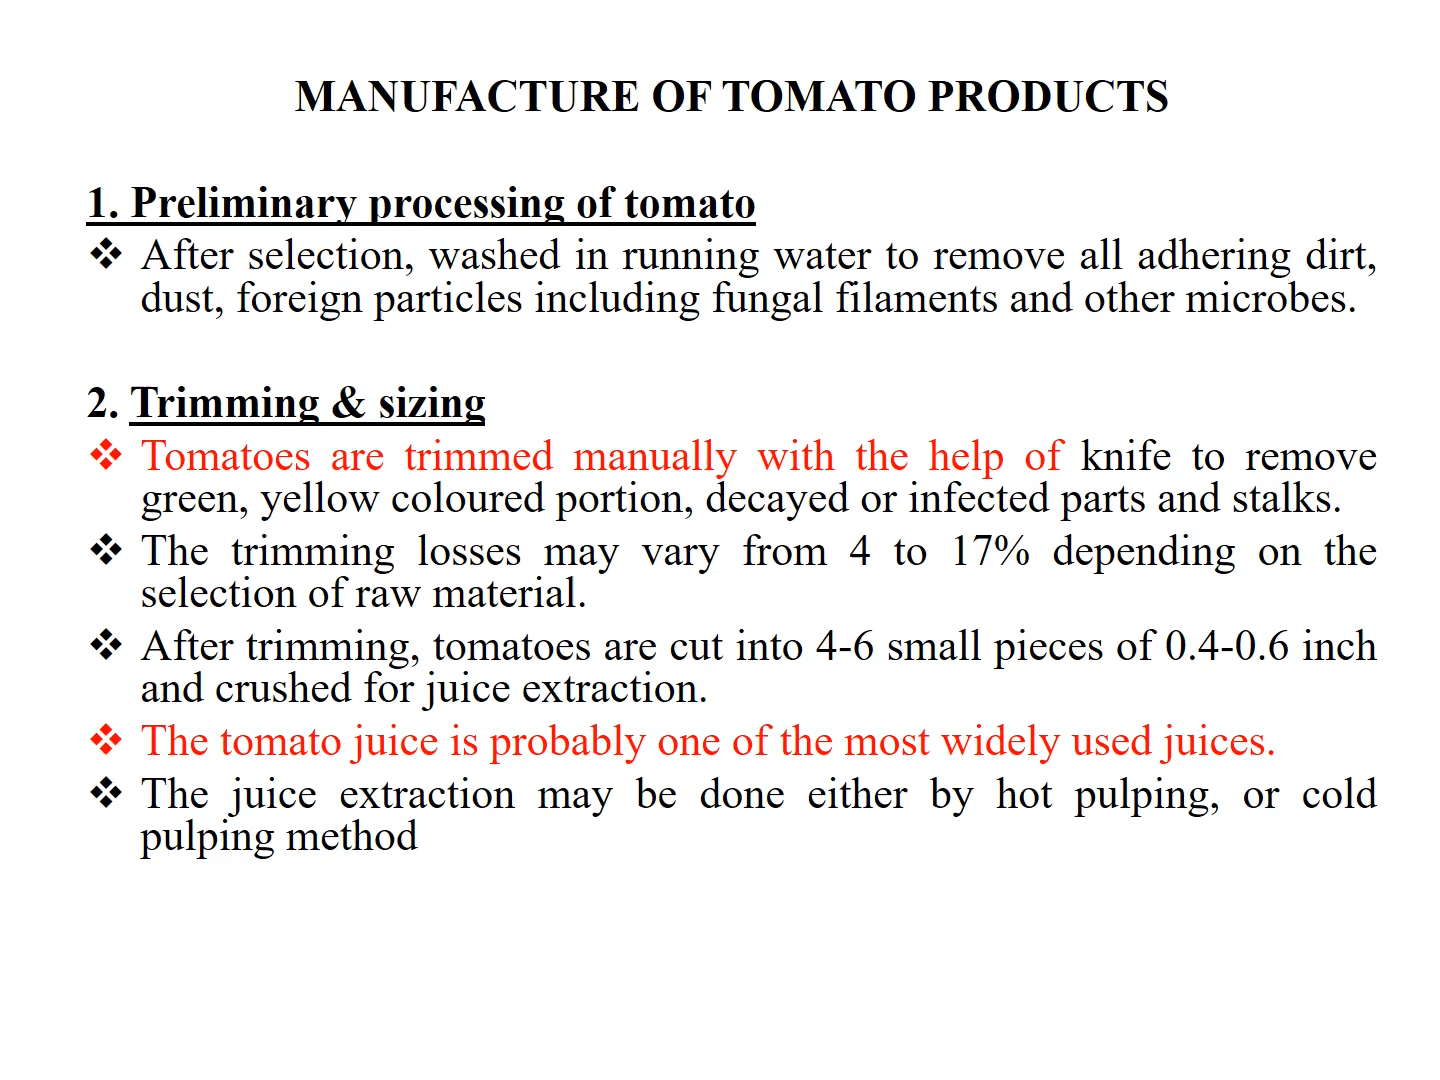 MANUFACTURE OF TOMATO PRODUCTS
1. Preliminary processing of tomato
❖ After selection, washed in running water to remove all adhering dirt,
dust, foreign particles including fungal filaments and other microbes.
2. Trimming & sizing
❖ Tomatoes are trimmed manually with the help of knife to remove
green, yellow coloured portion, decayed or infected parts and stalks.
❖ The trimming losses may vary from 4 to 17% depending on the
selection of raw material.
❖ After trimming, tomatoes are cut into 4-6 small pieces of 0.4-0.6 inch
and crushed for juice extraction.
❖ The tomato juice is probably one of the most widely used juices.
❖ The juice extraction may be done either by hot pulping, or cold
pulping method